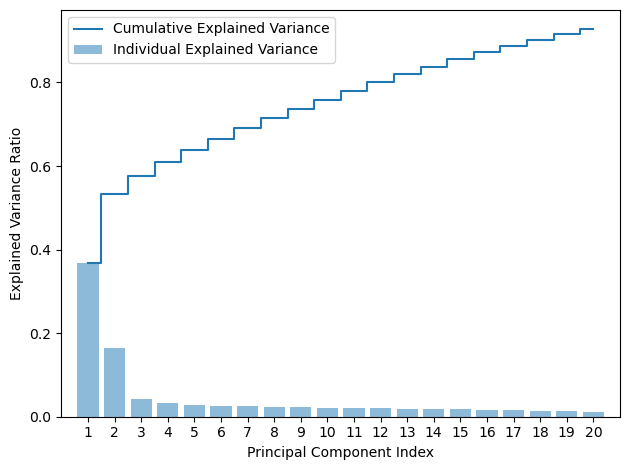 Cumulative Explained Variance
Individual Explained Variance
Explained Variance Ratio
0.8
0.6
0.4
0.2
0.0
1 2 3 4 5 6 7 8 9 10 11 12 13 14 15 16 17 18 19 20
Principal Component Index